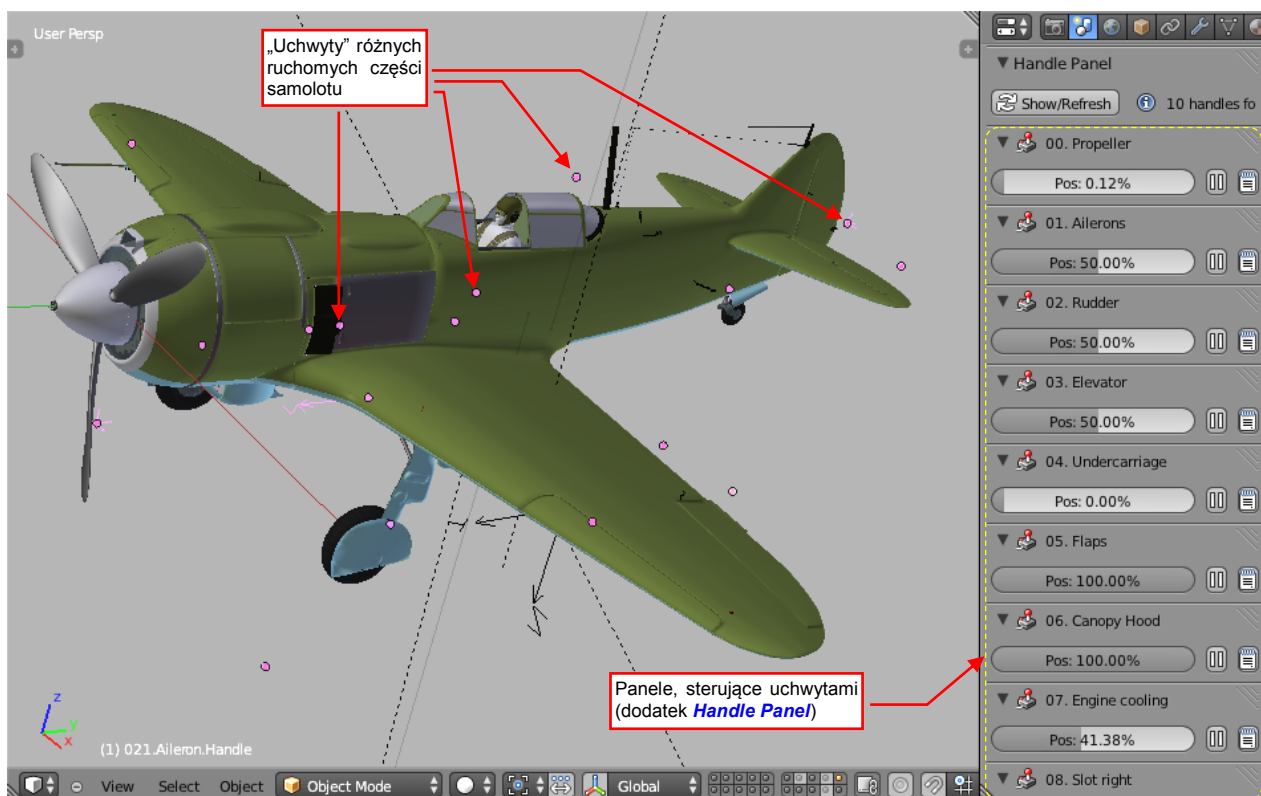 User Persp
„Uchwyty” różnych
ruchomych części
samolotu
Panele, sterujące uchwytami
(dodatek Handle Panel)
z
y
x
(1) 021.Aileron.Handle
View Select Object Object Mode Global
Handle Panel
Show/Refresh 10 handles fo
00. Propeller
Pos: 0.12%
01. Ailerons
Pos: 50.00%
02. Rudder
Pos: 50.00%
03. Elevator
Pos: 50.00%
04. Undercarriage
Pos: 0.00%
05. Flaps
Pos: 100.00%
06. Canopy Hood
Pos: 100.00%
07. Engine cooling
Pos: 41.38%
08. Slot right